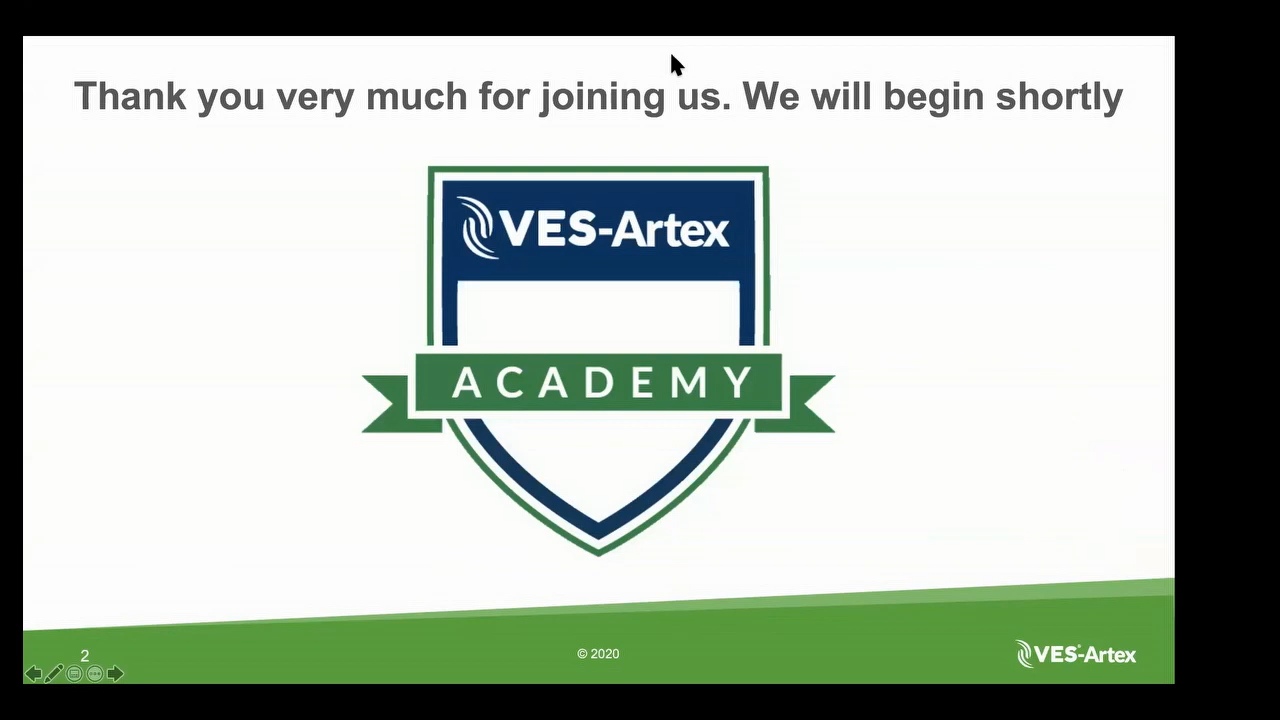 Thank you very much for joining us. We will begin shortly
VES-Artex
ACADEMY
2
© 2020
VES-Artex